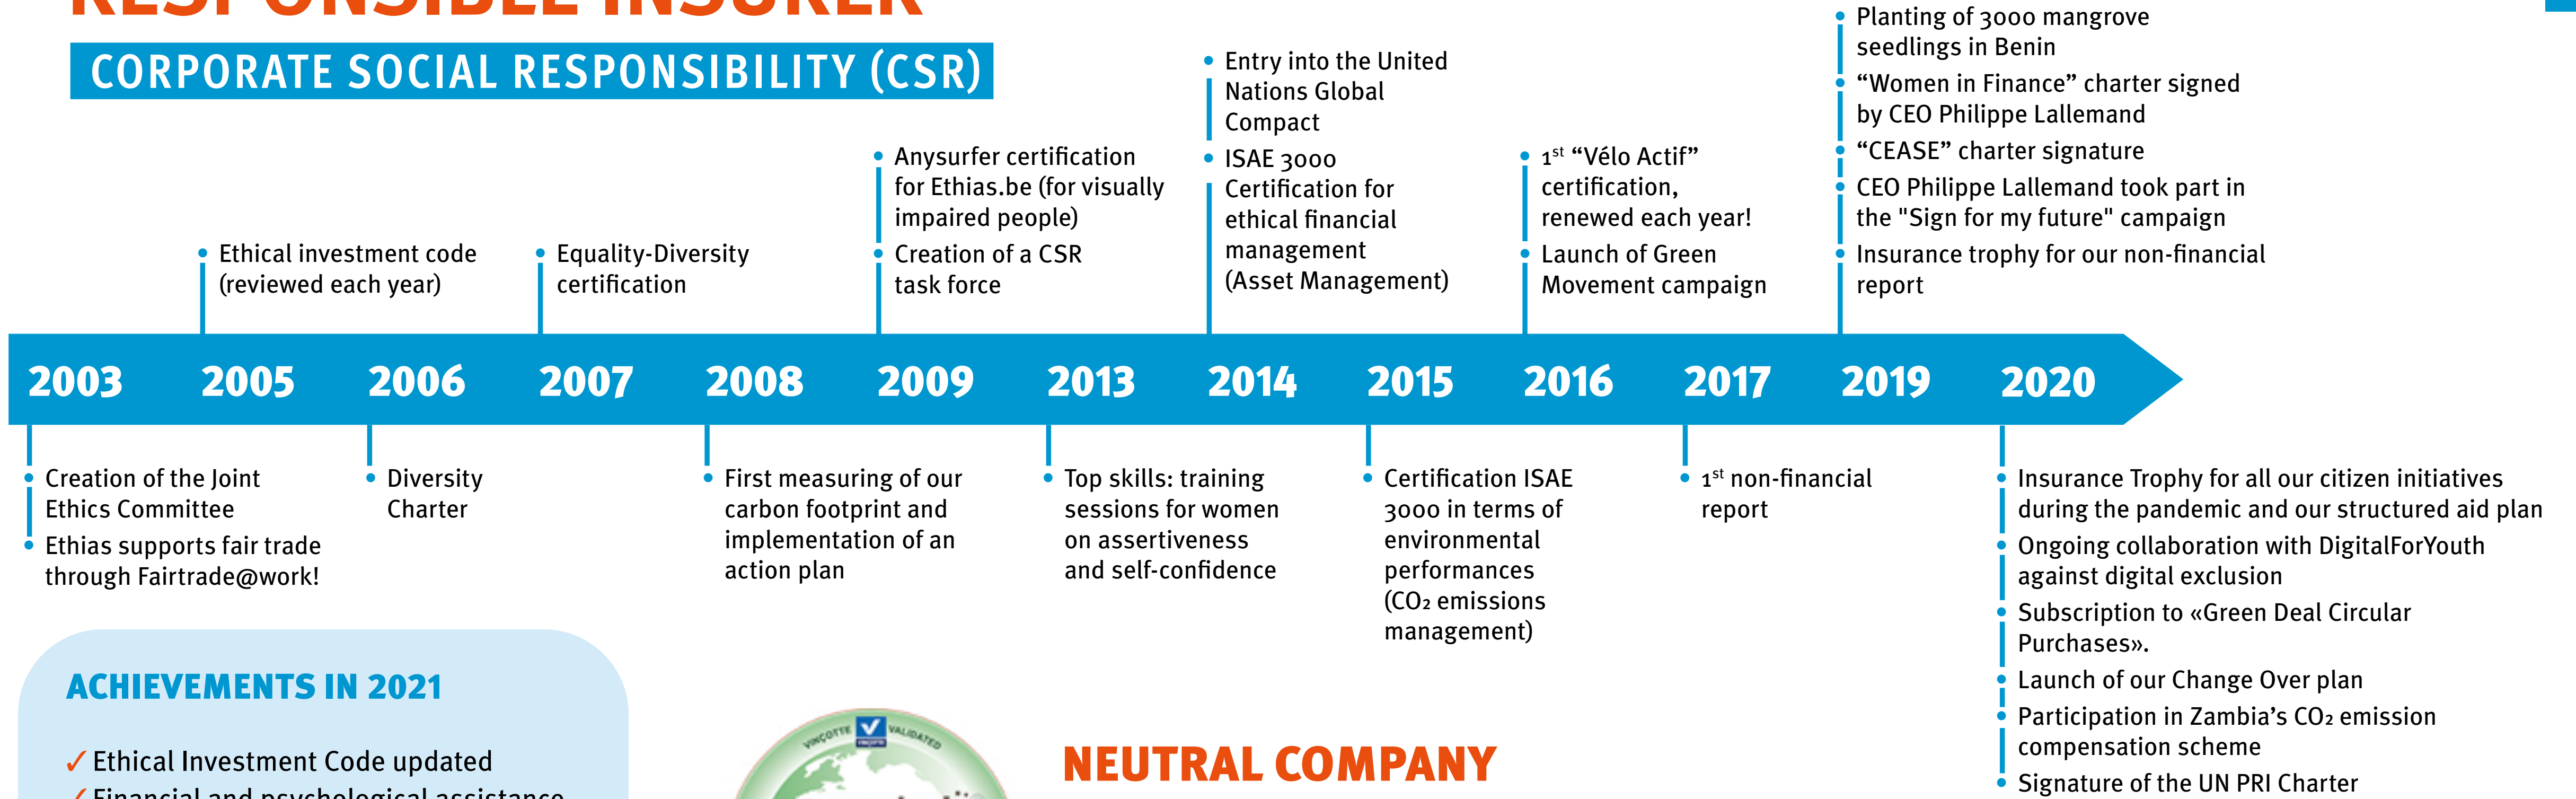 RESPONSIBLE INSURER
CORPORATE SOCIAL RESPONSIBILITY (CSR)
Ethical investment code
(reviewed each year)
Equality-Diversity
certification
Anysurfer certification
for Ethias.be (for visually
impaired people)
Creation of a CSR
task force
Entry into the United
Nations Global
Compact
ISAE 3000
Certification for
ethical financial
management
(Asset Management)
1st “Vélo Actif”
certification,
renewed each year!
Launch of Green
Movement campaign
Planting of 3000 mangrove
seedlings in Benin
“Women in Finance” charter signed
by CEO Philippe Lallemand
“CEASE” charter signature
CEO Philippe Lallemand took part in
the "Sign for my future" campaign
Insurance trophy for our non-financial
report
2003 2005 2006 2007 2008 2009 2013 2014 2015 2016 2017 2019 2020
Creation of the Joint
Ethics Committee
Ethias supports fair trade
through Fairtrade@work!
Diversity
Charter
First measuring of our
carbon footprint and
implementation of an
action plan
Top skills: training
sessions for women
on assertiveness
and self-confidence
Certification ISAE
3000 in terms of
environmental
performances
(CO₂ emissions
management)
1st non-financial
report
Insurance Trophy for all our citizen initiatives
during the pandemic and our structured aid plan
Ongoing collaboration with DigitalForYouth
against digital exclusion
Subscription to «Green Deal Circular
Purchases».
Launch of our Change Over plan
Participation in Zambia’s CO₂ emission
compensation scheme
Signature of the UN PRI Charter
ACHIEVEMENTS IN 2021
✓ Ethical Investment Code updated
✓ Financial and psychological assistance
VINÇOTTE VALIDATED
VINÇOTTE
NEUTRAL COMPANY